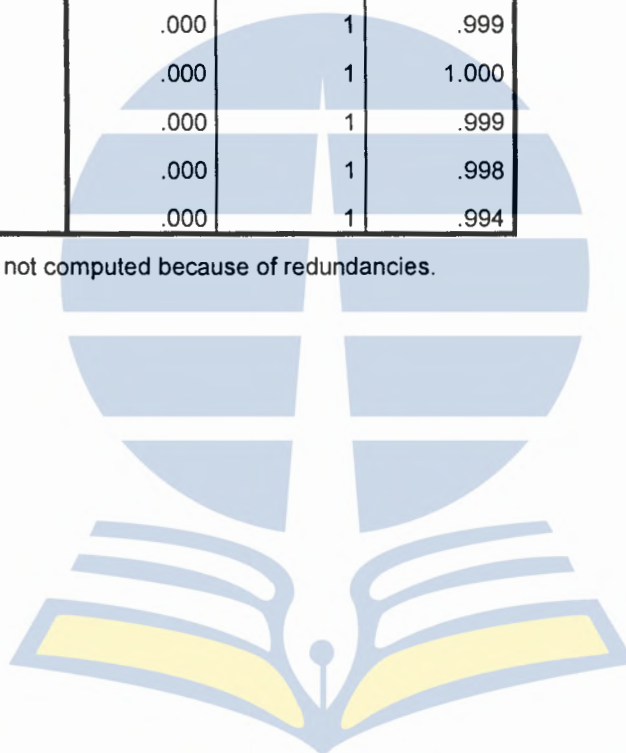 .000 1 .999
.000 1 1.000
.000 1 .999
.000 1 .998
.000 1 .994
not computed because of redundancies.